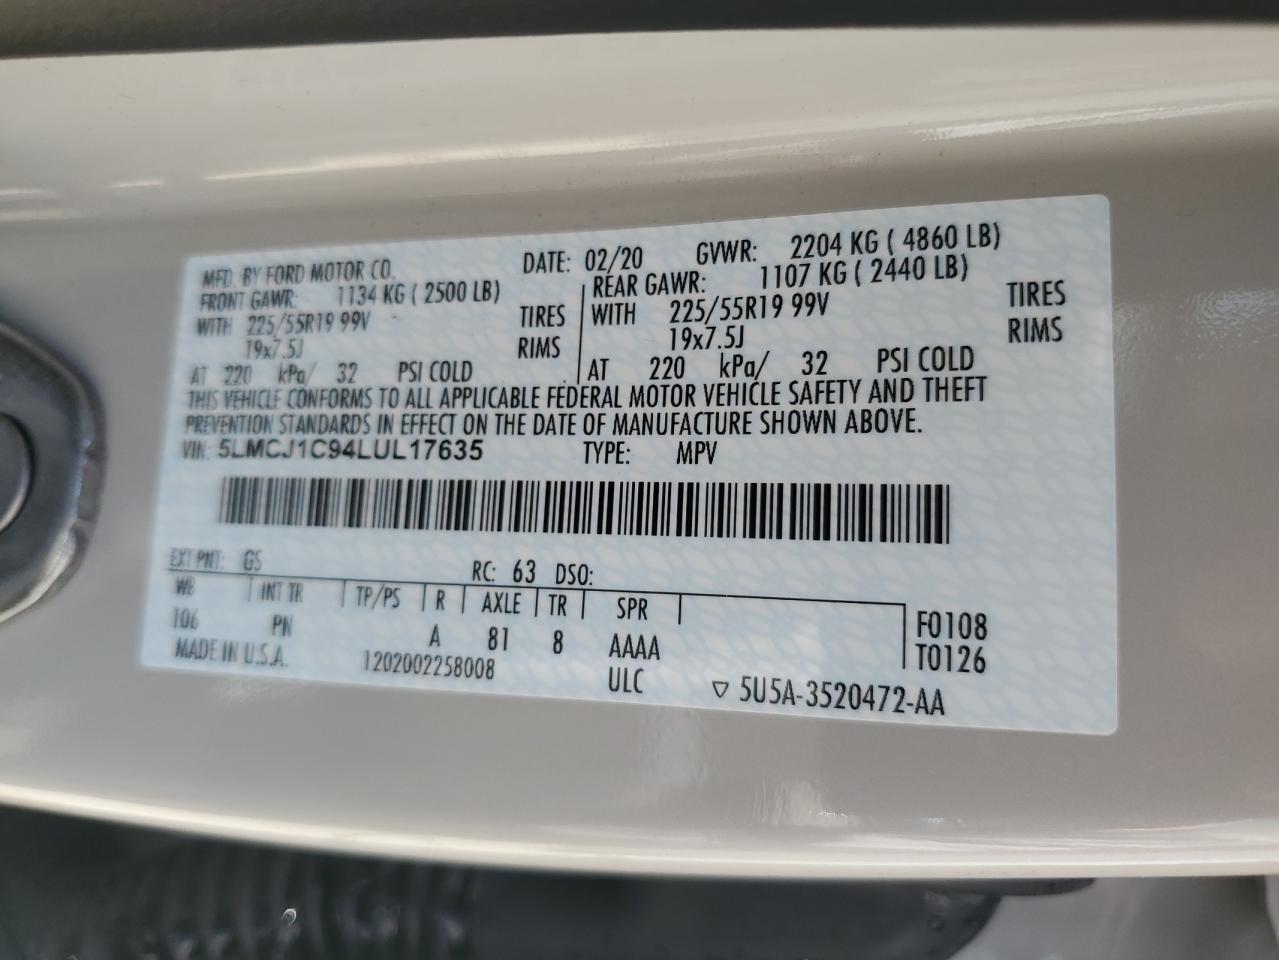 MFD. BY FORD MOTOR CO. DATE: 02/20 GVWR: 2204 KG ( 4860 LB)
FRONT GAWR: 1134 KG ( 2500 LB) REAR GAWR: 1107 KG ( 2440 LB)
WITH 225/55R19 99V TIRES WITH 225/55R19 99V TIRES
19x7.5J RIMS 19x7.5J RIMS
AT 220 kPa/ 32 PSI COLD AT 220 kPa/ 32 PSI COLD
THIS VEHICLE CONFORMS TO ALL APPLICABLE FEDERAL MOTOR VEHICLE SAFETY AND THEFT
PREVENTION STANDARDS IN EFFECT ON THE DATE OF MANUFACTURE SHOWN ABOVE.
VIN: 5LMCJ1C94LUL17635 TYPE: MPV
EXT PNT: GS RC: 63 DSO:
WB INT TR TP/PS R AXLE TR SPR F0108
106 PN A 81 8 AAAA T0126
MADE IN U.S.A. 1202002258008 ULC ▽ 5U5A-3520472-AA